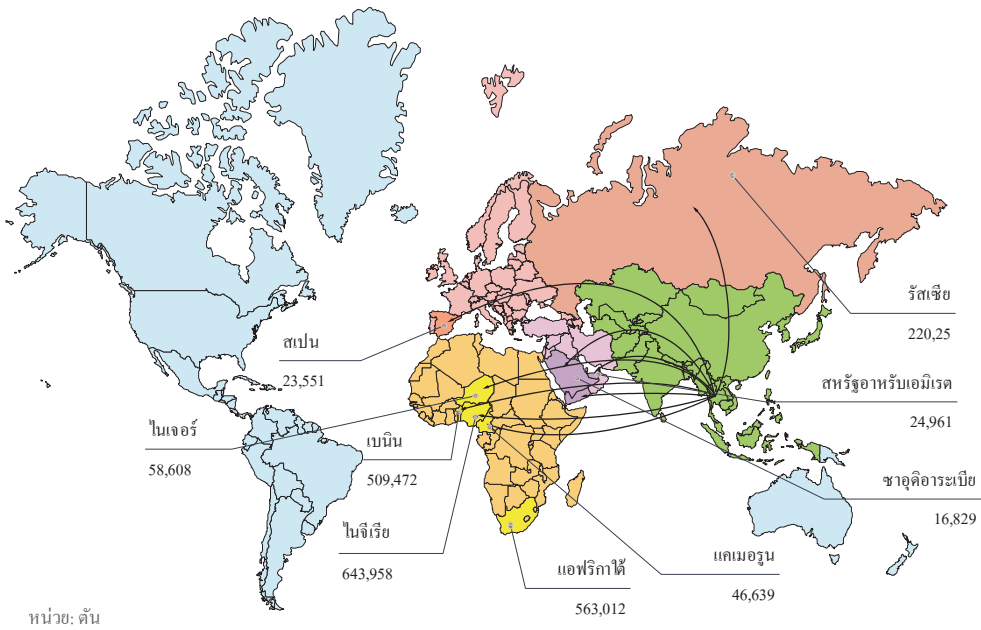 รัสเซีย
220,25
สเปน
23,551
สหรัฐอาหรับเอมิเรต
24,961
ไนเจอร์
58,608
เบนิน
509,472
ซาอุดิอาระเบีย
16,829
ไนจีเรีย
643,958
แอฟริกาใต้
563,012
แคเมอรูน
46,639
หน่วย: ตัน